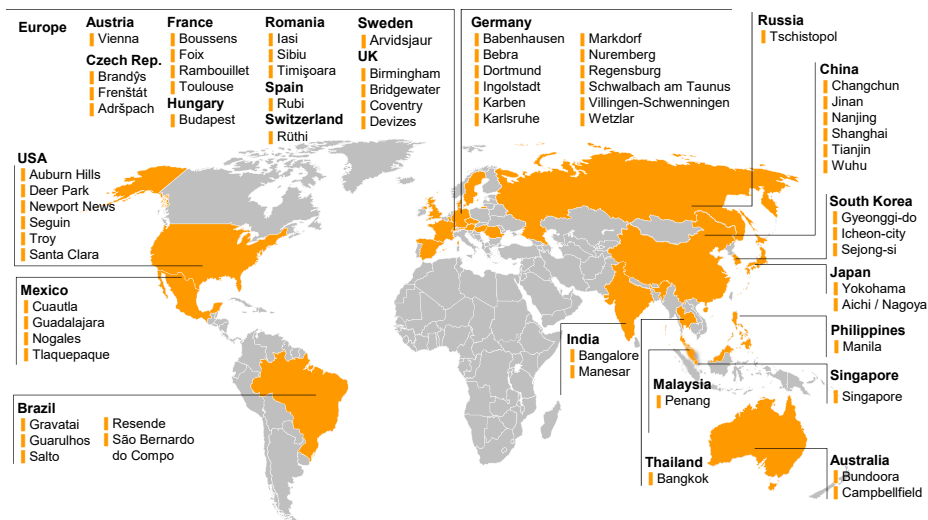 Europe
Austria
Vienna
Czech Rep.
Brandŷs
Frenštát
Adršpach
France
Boussens
Foix
Rambouillet
Toulouse
Hungary
Budapest
Romania
Iasi
Sibiu
Timişoara
Spain
Rubi
Switzerland
Rüthi
Sweden
Arvidsjaur
UK
Birmingham
Bridgewater
Coventry
Devizes
Germany
Babenhausen
Bebra
Dortmund
Ingolstadt
Karben
Karlsruhe
Markdorf
Nuremberg
Regensburg
Schwalbach am Taunus
Villingen-Schwenningen
Wetzlar
Russia
Tschistopol
China
Changchun
Jinan
Nanjing
Shanghai
Tianjin
Wuhu
USA
Auburn Hills
Deer Park
Newport News
Seguin
Troy
Santa Clara
South Korea
Gyeonggi-do
Icheon-city
Sejong-si
Mexico
Cuautla
Guadalajara
Nogales
Tlaquepaque
Japan
Yokohama
Aichi / Nagoya
India
Bangalore
Manesar
Philippines
Manila
Malaysia
Penang
Singapore
Singapore
Brazil
Gravatai
Guarulhos
Salto
Resende
São Bernardo
do Compo
Thailand
Bangkok
Australia
Bundoora
Campbellfield